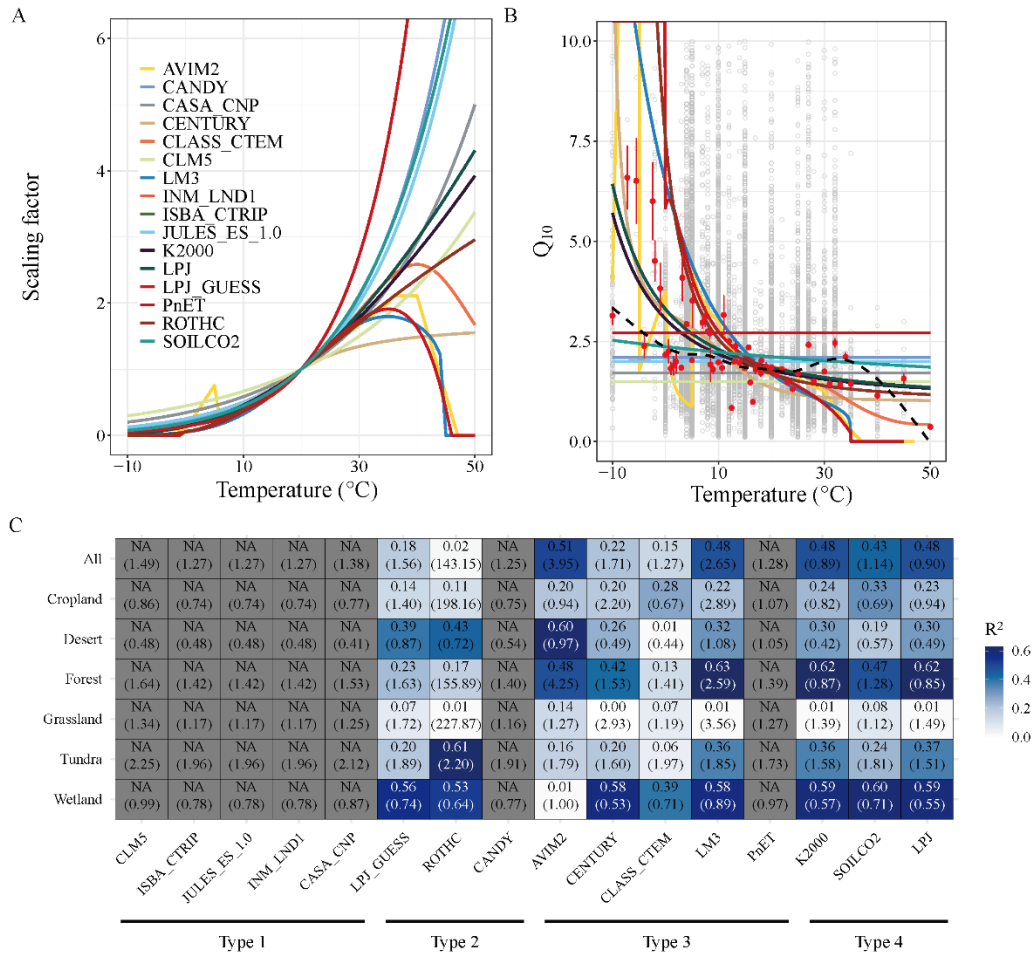 A
Scaling factor
6
4
2
0
AVIM2
CANDY
CASA_CNP
CENTURY
CLASS_CTEM
CLM5
LM3
INM_LND1
ISBA_CTRIP
JULES_ES_1.0
K2000
LPJ
LPJ_GUESS
PnET
ROTHC
SOILCO2
−10 10 30 50
Temperature (°C)
B
Q10
10.0
7.5
5.0
2.5
0.0
−10 10 30 50
Temperature (°C)
C
All NA NA NA NA NA 0.18 0.02 NA 0.51 0.22 0.15 0.48 NA 0.48 0.43 0.48
(1.49) (1.27) (1.27) (1.27) (1.38) (1.56) (143.15) (1.25) (3.95) (1.71) (1.27) (2.65) (1.28) (0.89) (1.14) (0.90)
Cropland NA NA NA NA NA 0.14 0.11 NA 0.20 0.20 0.28 0.22 NA 0.24 0.33 0.23
(0.86) (0.74) (0.74) (0.74) (0.77) (1.40) (198.16) (0.75) (0.94) (2.20) (0.67) (2.89) (1.07) (0.82) (0.69) (0.94)
Desert NA NA NA NA NA 0.39 0.43 NA 0.60 0.26 0.01 0.32 NA 0.30 0.19 0.30
(0.48) (0.48) (0.48) (0.48) (0.41) (0.87) (0.72) (0.54) (0.97) (0.49) (0.44) (1.08) (1.05) (0.42) (0.57) (0.49)
Forest NA NA NA NA NA 0.23 0.17 NA 0.48 0.42 0.13 0.63 NA 0.62 0.47 0.62
(1.64) (1.42) (1.42) (1.42) (1.53) (1.63) (155.89) (1.40) (4.25) (1.53) (1.41) (2.59) (1.39) (0.87) (1.28) (0.85)
Grassland NA NA NA NA NA 0.07 0.01 NA 0.14 0.00 0.07 0.01 NA 0.01 0.08 0.01
(1.34) (1.17) (1.17) (1.17) (1.25) (1.72) (227.87) (1.16) (1.27) (2.93) (1.19) (3.56) (1.27) (1.39) (1.12) (1.49)
Tundra NA NA NA NA NA 0.20 0.61 NA 0.16 0.20 0.06 0.36 NA 0.36 0.24 0.37
(2.25) (1.96) (1.96) (1.96) (2.12) (1.89) (2.20) (1.91) (1.79) (1.60) (1.97) (1.85) (1.73) (1.58) (1.81) (1.51)
Wetland NA NA NA NA NA 0.56 0.53 NA 0.01 0.58 0.39 0.58 NA 0.59 0.60 0.59
(0.99) (0.78) (0.78) (0.78) (0.87) (0.74) (0.64) (0.77) (1.00) (0.53) (0.71) (0.89) (0.97) (0.57) (0.71) (0.55)
CLM5 ISBA_CTRIP JULES_ES_1.0 INM_LND1 CASA_CNP LPJ_GUESS ROTHC CANDY AVIM2 CENTURY CLASS_CTEM LM3 PnET K2000 SOILCO2 LPJ
Type 1 Type 2 Type 3 Type 4
R²
0.6
0.4
0.2
0.0